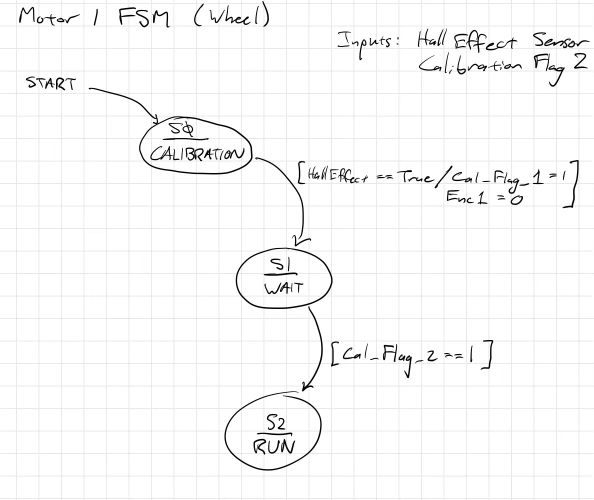 Motor 1 FSM (Wheel)
Inputs: Hall Effect Sensor
Calibration Flag 2
START
S0
CALIBRATION
[HallEffect == True / Cal_Flag_1 = 1
Enc1 = 0]
S1
WAIT
[Cal_Flag_2 == 1]
S2
RUN